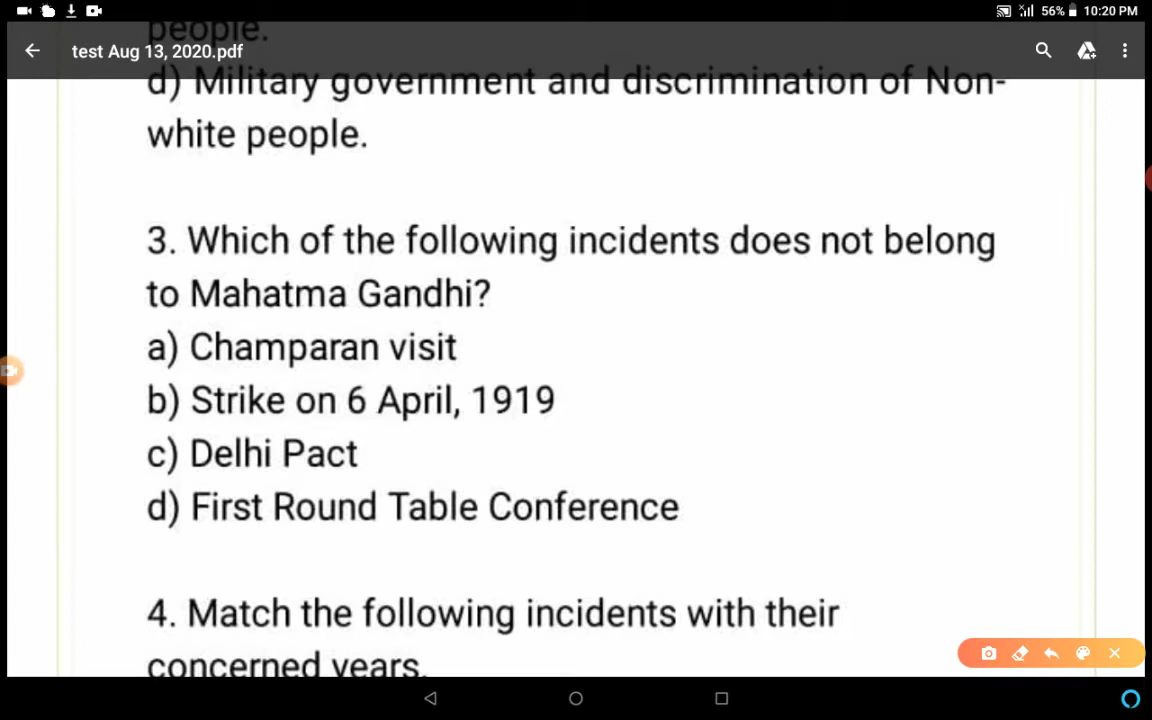 56% 10:20 PM
people.
test Aug 13, 2020.pdf
d) Military government and discrimination of Non-
white people.
3. Which of the following incidents does not belong
to Mahatma Gandhi?
a) Champaran visit
b) Strike on 6 April, 1919
c) Delhi Pact
d) First Round Table Conference
4. Match the following incidents with their
concerned years.